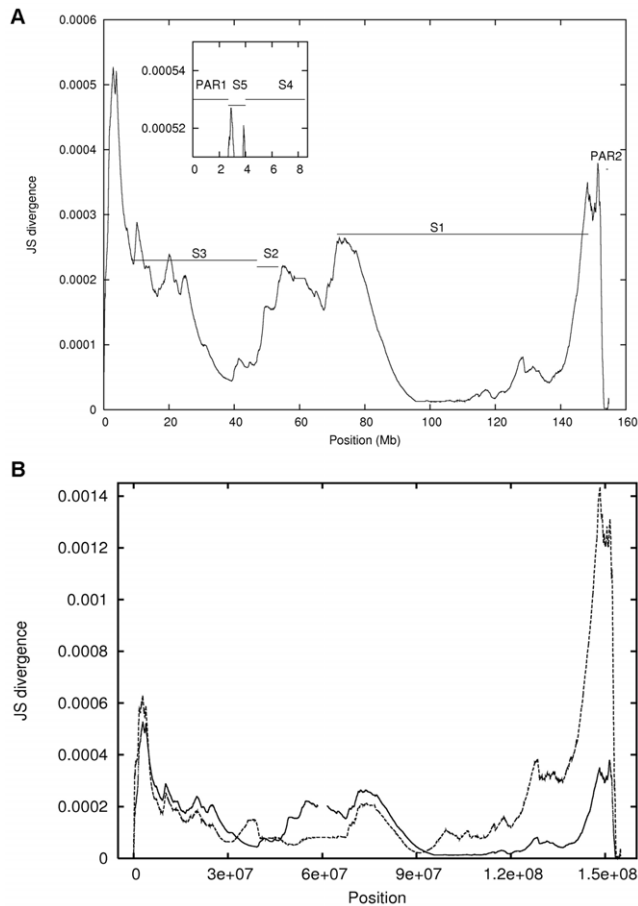 A
0.0006
0.0005
0.0004
0.0003
0.0002
0.0001
0
JS divergence
0.00054
0.00052
PAR1 S5 S4
0 2 4 6 8
S3
S2
S1
PAR2
0 20 40 60 80 100 120 140 160
Position (Mb)
B
0.0014
0.0012
0.001
0.0008
0.0006
0.0004
0.0002
0
JS divergence
0 3e+07 6e+07 9e+07 1.2e+08 1.5e+08
Position